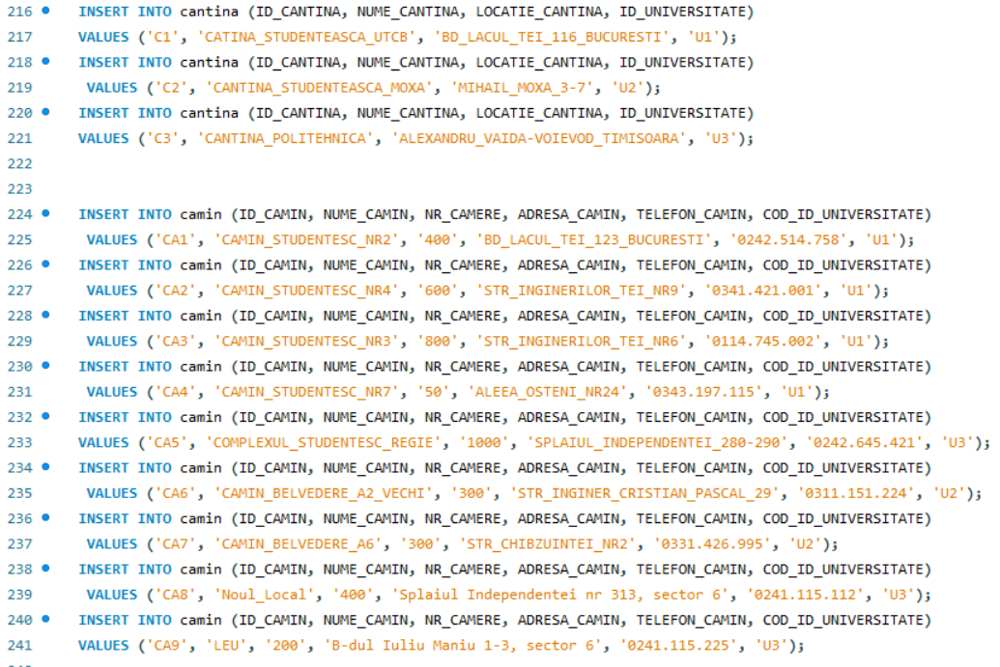 216 INSERT INTO cantina (ID_CANTINA, NUME_CANTINA, LOCATIE_CANTINA, ID_UNIVERSITATE)
217 VALUES ('C1', 'CATINA_STUDENTEASCA_UTCB', 'BD_LACUL_TEI_116_BUCURESTI', 'U1');
218 INSERT INTO cantina (ID_CANTINA, NUME_CANTINA, LOCATIE_CANTINA, ID_UNIVERSITATE)
219 VALUES ('C2', 'CANTINA_STUDENTEASCA_MOXA', 'MIHAIL_MOXA_3-7', 'U2');
220 INSERT INTO cantina (ID_CANTINA, NUME_CANTINA, LOCATIE_CANTINA, ID_UNIVERSITATE)
221 VALUES ('C3', 'CANTINA_POLITEHNICA', 'ALEXANDRU_VAIDA-VOIEVOD_TIMISOARA', 'U3');
222
223
224 INSERT INTO camin (ID_CAMIN, NUME_CAMIN, NR_CAMERE, ADRESA_CAMIN, TELEFON_CAMIN, COD_ID_UNIVERSITATE)
225 VALUES ('CA1', 'CAMIN_STUDENTESC_NR2', '400', 'BD_LACUL_TEI_123_BUCURESTI', '0242.514.758', 'U1');
226 INSERT INTO camin (ID_CAMIN, NUME_CAMIN, NR_CAMERE, ADRESA_CAMIN, TELEFON_CAMIN, COD_ID_UNIVERSITATE)
227 VALUES ('CA2', 'CAMIN_STUDENTESC_NR4', '600', 'STR_INGINERILOR_TEI_NR9', '0341.421.001', 'U1');
228 INSERT INTO camin (ID_CAMIN, NUME_CAMIN, NR_CAMERE, ADRESA_CAMIN, TELEFON_CAMIN, COD_ID_UNIVERSITATE)
229 VALUES ('CA3', 'CAMIN_STUDENTESC_NR3', '800', 'STR_INGINERILOR_TEI_NR6', '0114.745.002', 'U1');
230 INSERT INTO camin (ID_CAMIN, NUME_CAMIN, NR_CAMERE, ADRESA_CAMIN, TELEFON_CAMIN, COD_ID_UNIVERSITATE)
231 VALUES ('CA4', 'CAMIN_STUDENTESC_NR7', '50', 'ALEEA_OSTENI_NR24', '0343.197.115', 'U1');
232 INSERT INTO camin (ID_CAMIN, NUME_CAMIN, NR_CAMERE, ADRESA_CAMIN, TELEFON_CAMIN, COD_ID_UNIVERSITATE)
233 VALUES ('CA5', 'COMPLEXUL_STUDENTESC_REGIE', '1000', 'SPLAIUL_INDEPENDENTEI_280-290', '0242.645.421', 'U3');
234 INSERT INTO camin (ID_CAMIN, NUME_CAMIN, NR_CAMERE, ADRESA_CAMIN, TELEFON_CAMIN, COD_ID_UNIVERSITATE)
235 VALUES ('CA6', 'CAMIN_BELVEDERE_A2_VECHI', '300', 'STR_INGINER_CRISTIAN_PASCAL_29', '0311.151.224', 'U2');
236 INSERT INTO camin (ID_CAMIN, NUME_CAMIN, NR_CAMERE, ADRESA_CAMIN, TELEFON_CAMIN, COD_ID_UNIVERSITATE)
237 VALUES ('CA7', 'CAMIN_BELVEDERE_A6', '300', 'STR_CHIBZUINTEI_NR2', '0331.426.995', 'U2');
238 INSERT INTO camin (ID_CAMIN, NUME_CAMIN, NR_CAMERE, ADRESA_CAMIN, TELEFON_CAMIN, COD_ID_UNIVERSITATE)
239 VALUES ('CA8', 'Noul_Local', '400', 'Splaiul Independentei nr 313, sector 6', '0241.115.112', 'U3');
240 INSERT INTO camin (ID_CAMIN, NUME_CAMIN, NR_CAMERE, ADRESA_CAMIN, TELEFON_CAMIN, COD_ID_UNIVERSITATE)
241 VALUES ('CA9', 'LEU', '200', 'B-dul Iuliu Maniu 1-3, sector 6', '0241.115.225', 'U3');